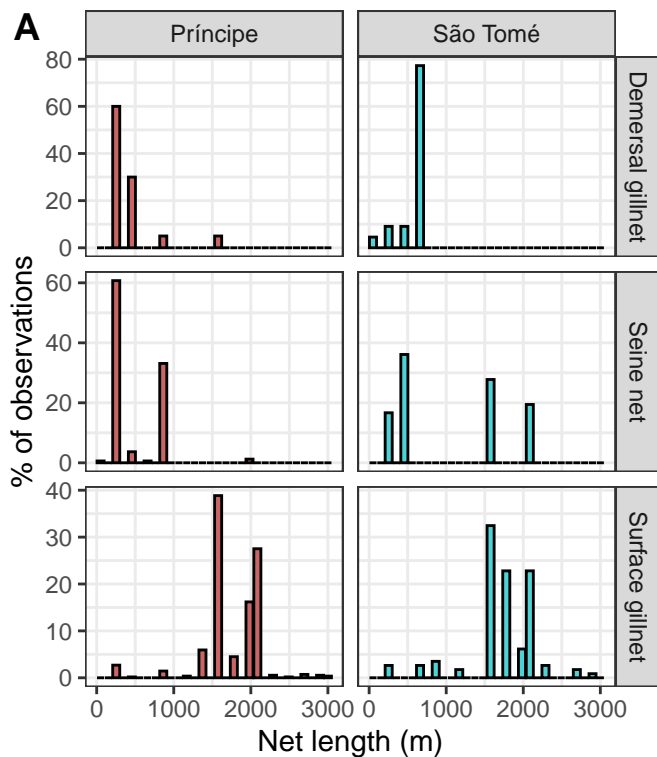 A
Príncipe
São Tomé
80
60
40
20
0
Demersal gillnet
60
40
20
0
Seine net
40
30
20
10
0
Surface gillnet
0 1000 2000 3000
0 1000 2000 3000
% of observations
Net length (m)